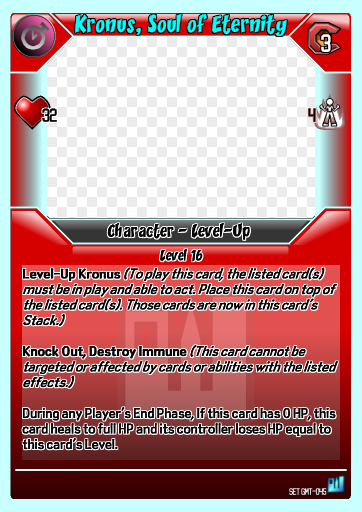 Kronus, Soul of Eternity
3
32
4
Character - Level-Up
Level 16
Level-Up Kronus (To play this card, the listed card(s)
must be in play and able to act. Place this card on top of
the listed card(s). Those cards are now in this card's
Stack.)
Knock Out, Destroy Immune (This card cannot be
targeted or affected by cards or abilities with the listed
effects.)
During any Player's End Phase, If this card has 0 HP, this
card heals to full HP and its controller loses HP equal to
this card's Level.
SET GMT-045